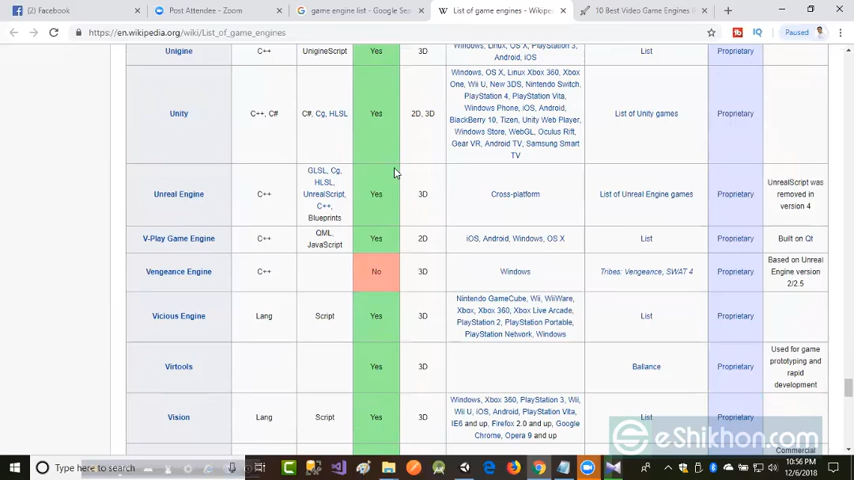 (2) Facebook
Post Attendee - Zoom
game engine list - Google Sea
List of game engines - Wikipe
10 Best Video Game Engines (
https://en.wikipedia.org/wiki/List_of_game_engines
Paused
Unigine C++ UnigineScript Yes 3D Windows, Linux, OS X, PlayStation 3, List Proprietary
Android, iOS
Windows, OS X, Linux Xbox 360, Xbox
One, Wii U, New 3DS, Nintendo Switch,
PlayStation 4, PlayStation Vita,
Windows Phone, iOS, Android,
Unity C++, C# C#, Cg, HLSL Yes 2D, 3D BlackBerry 10, Tizen, Unity Web Player, List of Unity games Proprietary
Windows Store, WebGL, Oculus Rift,
Gear VR, Android TV, Samsung Smart
TV
GLSL, Cg,
HLSL,
Unreal Engine C++ UnrealScript, Yes 3D Cross-platform List of Unreal Engine games Proprietary UnrealScript was
C++, removed in
Blueprints version 4
V-Play Game Engine C++ QML, Yes 2D iOS, Android, Windows, OS X List Proprietary Built on Qt
JavaScript
Vengeance Engine C++ No 3D Windows Tribes: Vengeance, SWAT 4 Proprietary Based on Unreal
Engine version
2/2.5
Vicious Engine Lang Script Yes 3D Nintendo GameCube, Wii, WiiWare, List Proprietary
Xbox, Xbox 360, Xbox Live Arcade,
PlayStation 2, PlayStation Portable,
PlayStation Network, Windows
Virtools Yes 3D Ballance Proprietary Used for game
prototyping and
rapid
development
Vision Lang Script Yes 3D Windows, Xbox 360, PlayStation 3, Wii, List Proprietary
Wii U, iOS, Android, PlayStation Vita,
IE6 and up, Firefox 2.0 and up, Google
Chrome, Opera 9 and up
Commercial
eShikhon.com
Type here to search
10:56 PM
12/6/2018